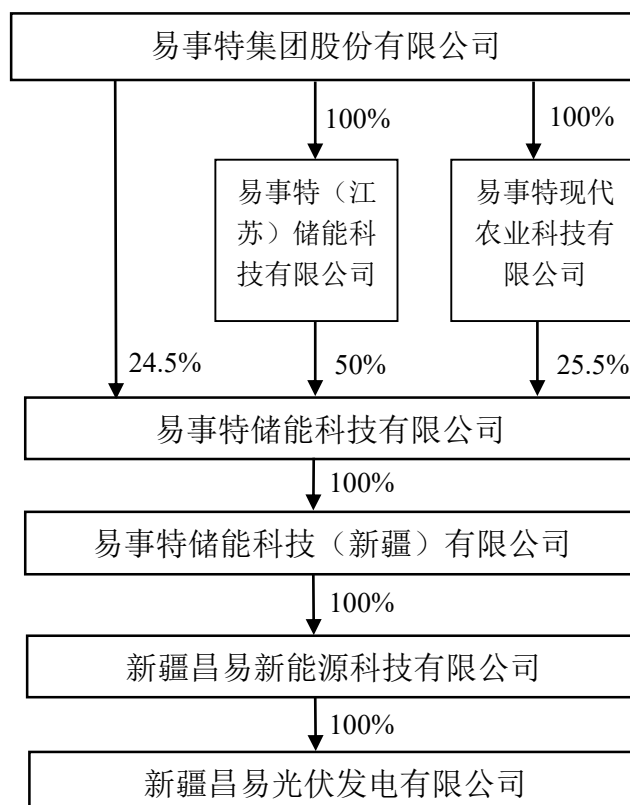 易事特集团股份有限公司
100%
100%
易事特（江
苏）储能科
技有限公司
易事特现代
农业科技有
限公司
24.5%
50%
25.5%
易事特储能科技有限公司
100%
易事特储能科技（新疆）有限公司
100%
新疆昌易新能源科技有限公司
100%
新疆昌易光伏发电有限公司